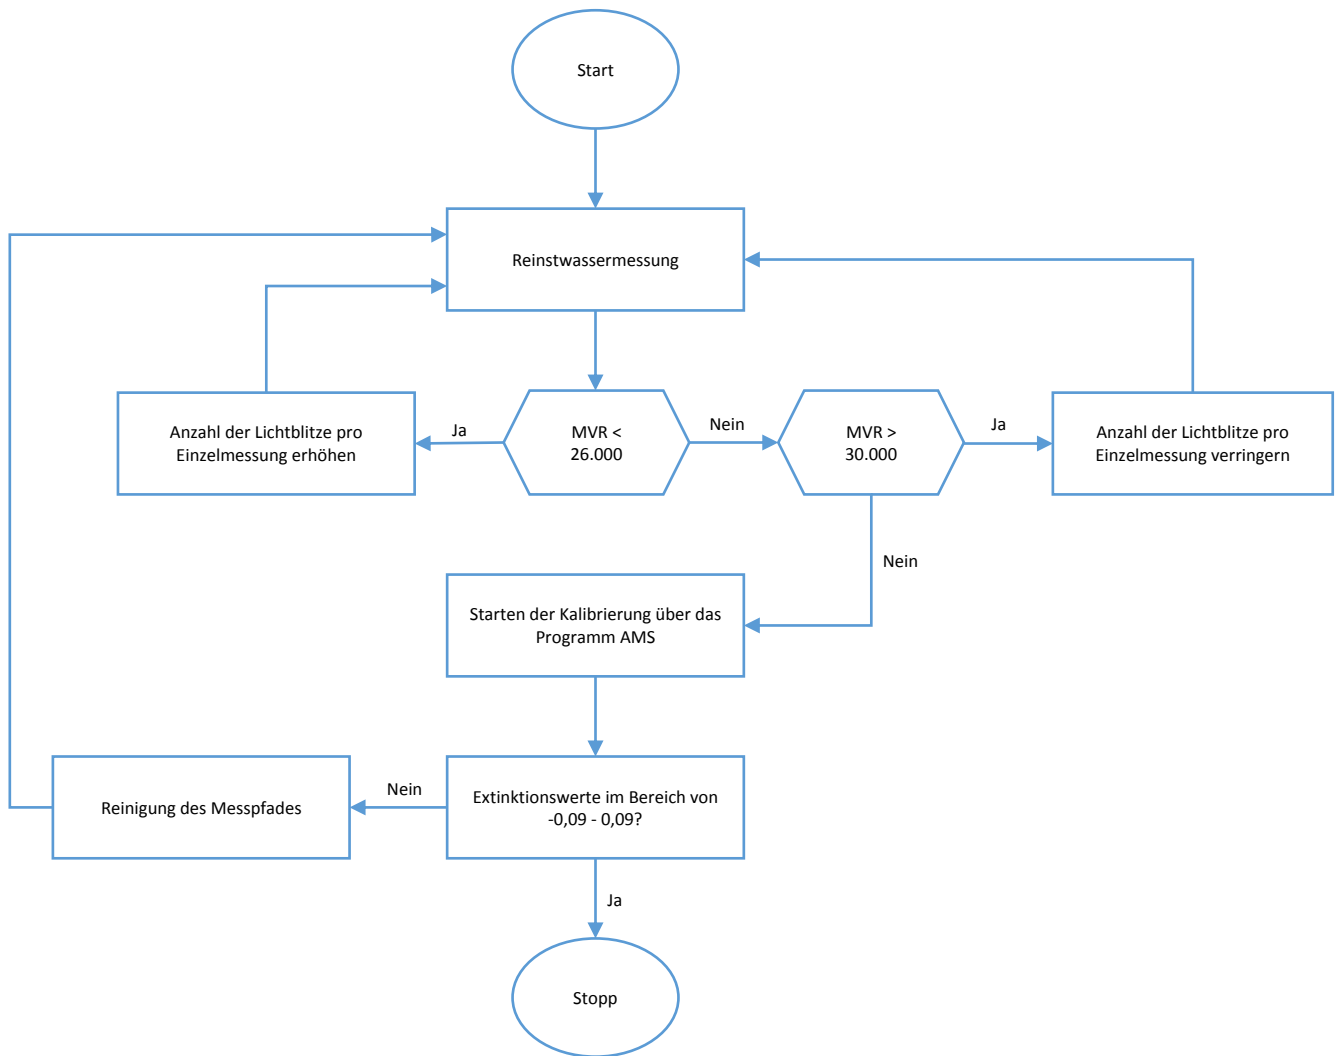 Start
Reinstwassermessung
Anzahl der Lichtblitze pro
Einzelmessung erhöhen
Ja
MVR <
26.000
Nein
MVR >
30.000
Ja
Anzahl der Lichtblitze pro
Einzelmessung verringern
Nein
Starten der Kalibrierung über das
Programm AMS
Reinigung des Messpfades
Nein
Extinktionswerte im Bereich von
-0,09 - 0,09?
Ja
Stopp